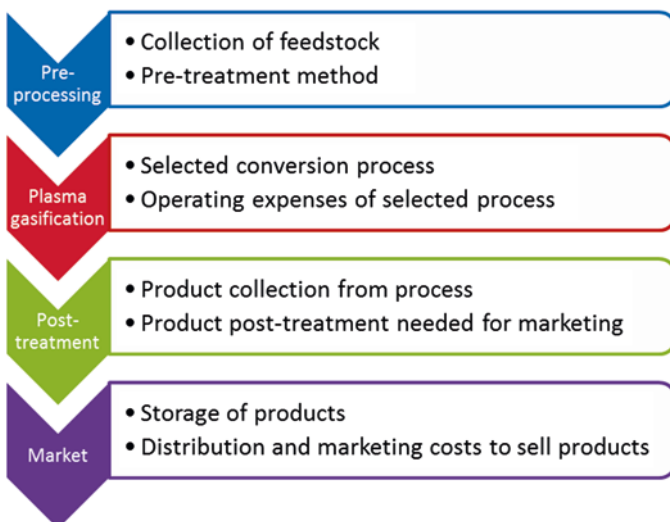 Pre-
processing
• Collection of feedstock
• Pre-treatment method
Plasma
gasification
• Selected conversion process
• Operating expenses of selected process
Post-
treatment
• Product collection from process
• Product post-treatment needed for marketing
Market
• Storage of products
• Distribution and marketing costs to sell products